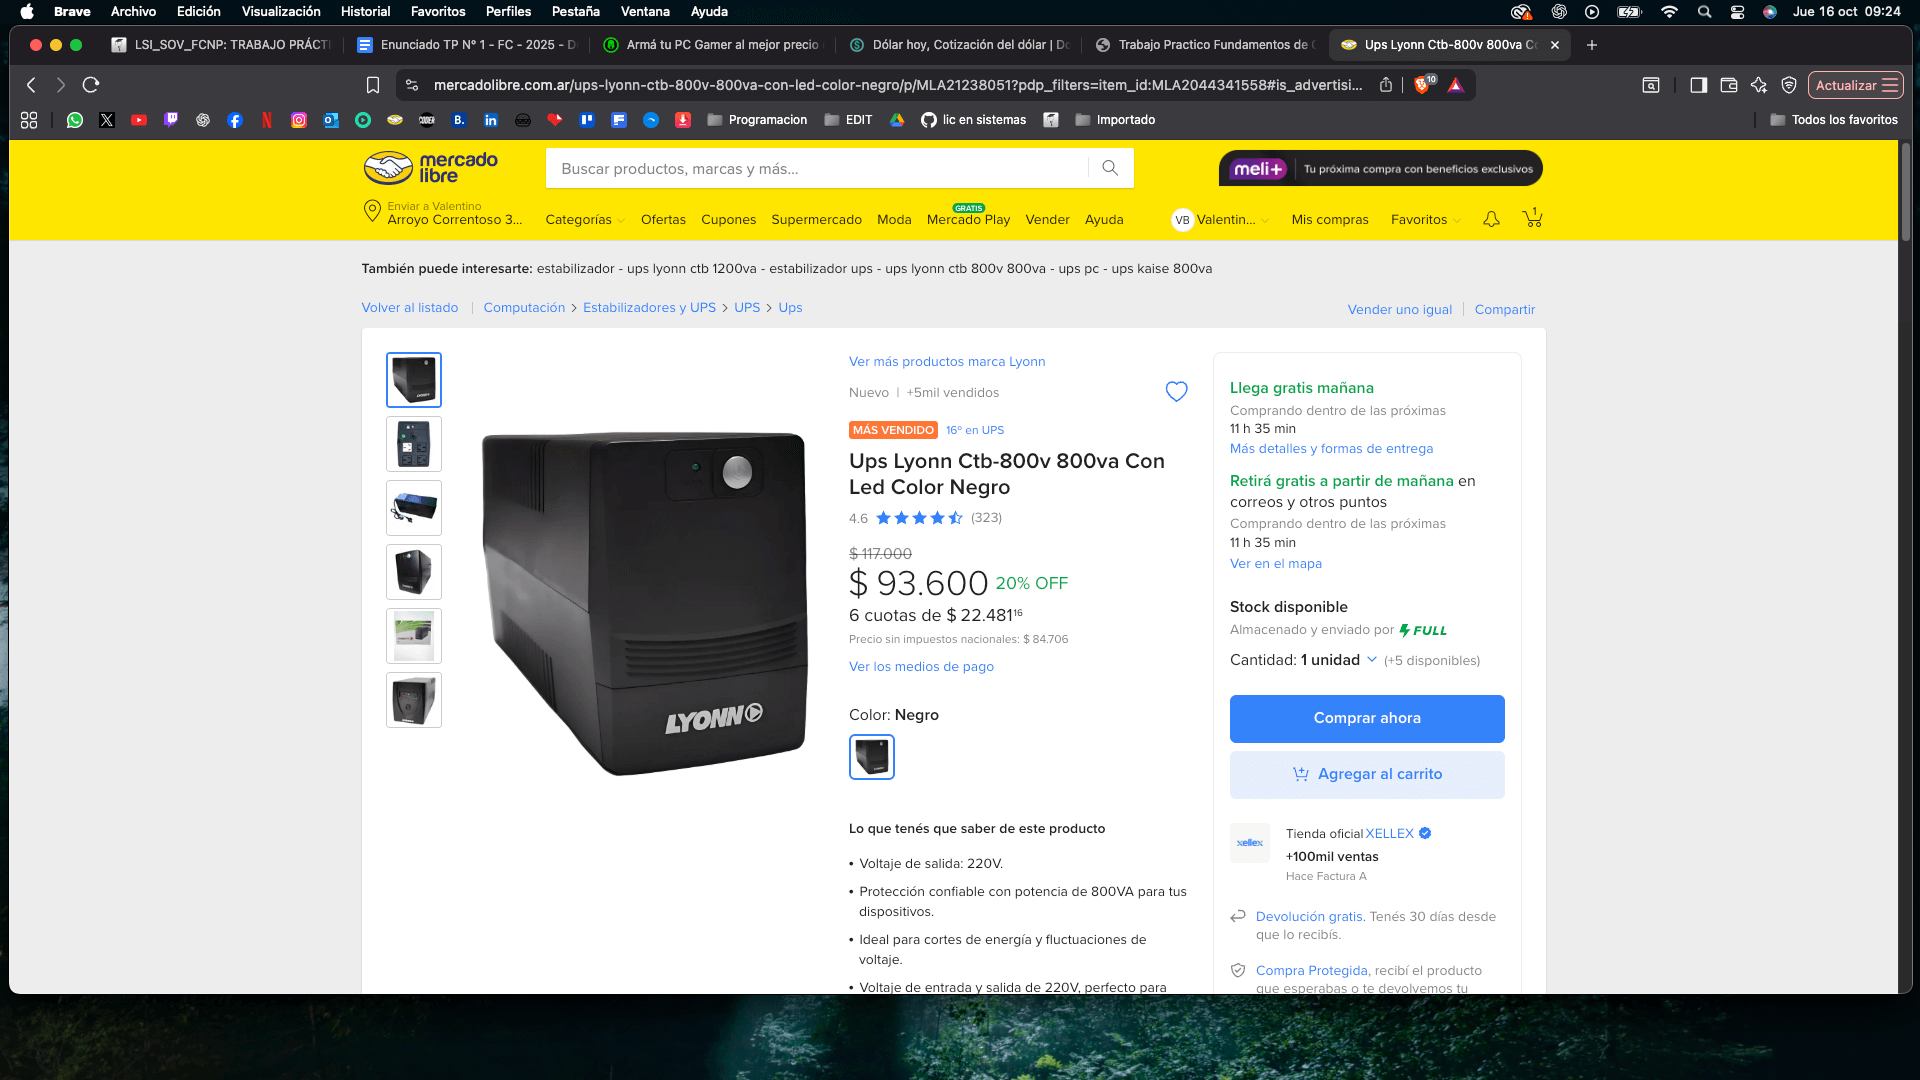 Brave Archivo Edición Visualización Historial Favoritos Perfiles Pestaña Ventana Ayuda Jue 16 oct 09:24
LSI_SOV_FCNP: TRABAJO PRÁCTI Enunciado TP Nº 1 - FC - 2025 - D Armá tu PC Gamer al mejor precio Dólar hoy, Cotización del dólar | Do Trabajo Practico Fundamentos de C Ups Lyonn Ctb-800v 800va C
mercadolibre.com.ar/ups-lyonn-ctb-800v-800va-con-led-color-negro/p/MLA21238051?pdp_filters=item_id:MLA2044341558#is_advertisi... 10 Actualizar
Programacion EDIT lic en sistemas Importado Todos los favoritos
mercado
libre
Buscar productos, marcas y más...
meli+ Tu próxima compra con beneficios exclusivos
Enviar a Valentino
Arroyo Correntoso 3...
GRATIS
Categorías Ofertas Cupones Supermercado Moda Mercado Play Vender Ayuda VB Valentin... Mis compras Favoritos 1
También puede interesarte: estabilizador - ups lyonn ctb 1200va - estabilizador ups - ups lyonn ctb 800v 800va - ups pc - ups kaise 800va
Volver al listado Computación > Estabilizadores y UPS > UPS > Ups
Vender uno igual Compartir
Ver más productos marca Lyonn
Nuevo | +5mil vendidos
MÁS VENDIDO 16º en UPS
Ups Lyonn Ctb-800v 800va Con
Led Color Negro
4.6 (323)
$ 117.000
$ 93.600 20% OFF
6 cuotas de $ 22.481 16
Precio sin impuestos nacionales: $ 84.706
Ver los medios de pago
LYONN
Color: Negro
Lo que tenés que saber de este producto
• Voltaje de salida: 220V.
• Protección confiable con potencia de 800VA para tus
dispositivos.
• Ideal para cortes de energía y fluctuaciones de
voltaje.
• Voltaje de entrada y salida de 220V, perfecto para
Llega gratis mañana
Comprando dentro de las próximas
11 h 35 min
Más detalles y formas de entrega
Retirá gratis a partir de mañana en
correos y otros puntos
Comprando dentro de las próximas
11 h 35 min
Ver en el mapa
Stock disponible
Almacenado y enviado por FULL
Cantidad: 1 unidad (+5 disponibles)
Comprar ahora
Agregar al carrito
xellex
Tienda oficial XELLEX
+100mil ventas
Hace Factura A
Devolución gratis. Tenés 30 días desde
que lo recibís.
Compra Protegida, recibí el producto
que esperabas o te devolvemos tu